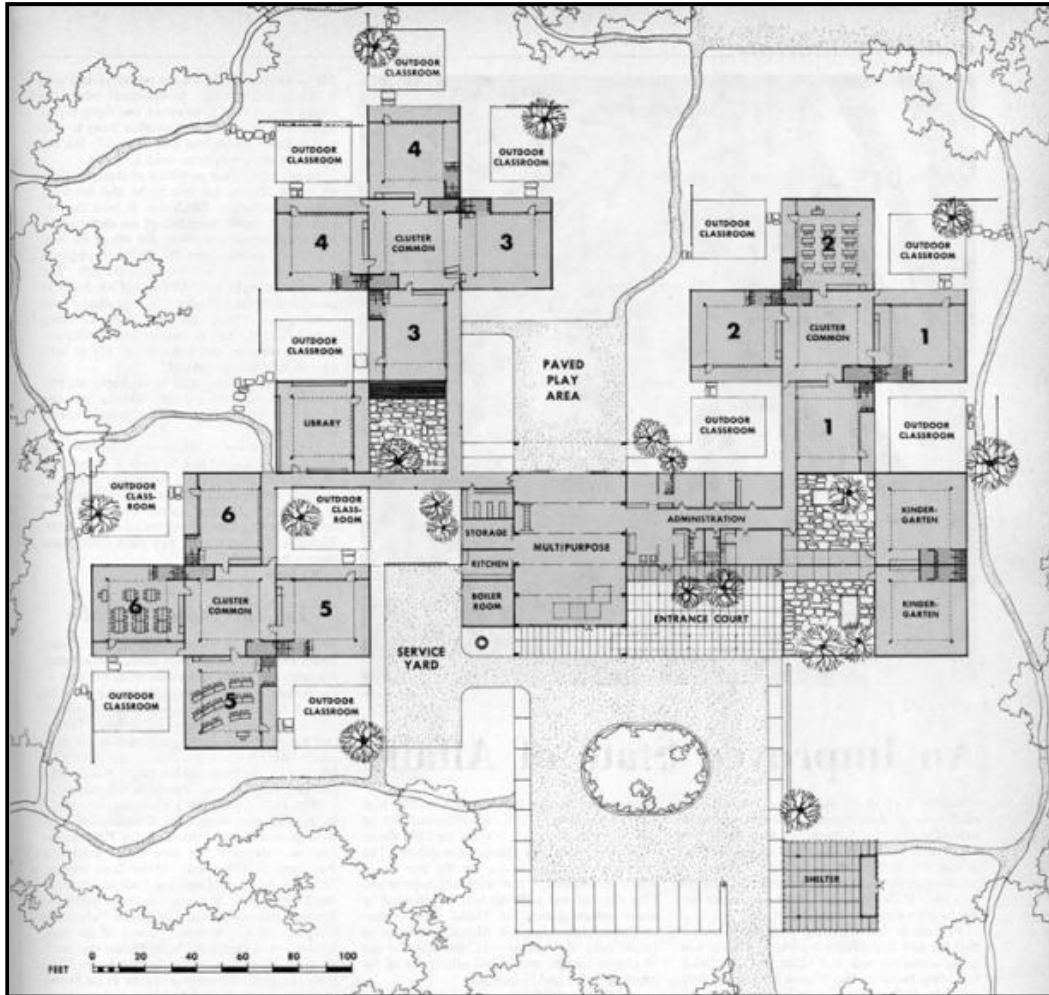 OUTDOOR
CLASSROOM
OUTDOOR
CLASSROOM
4
OUTDOOR
CLASSROOM
4
CLUSTER
COMMON
3
OUTDOOR
CLASSROOM
2
OUTDOOR
CLASSROOM
OUTDOOR
CLASSROOM
3
2
CLUSTER
COMMON
1
PAVED
PLAY
AREA
LIBRARY
OUTDOOR
CLASSROOM
1
OUTDOOR
CLASSROOM
OUTDOOR
CLASS-
ROOM
6
OUTDOOR
CLASS-
ROOM
STORAGE
MULTIPURPOSE
ADMINISTRATION
KINDER-
GARTEN
KITCHEN
6
CLUSTER
COMMON
5
BOILER
ROOM
ENTRANCE COURT
KINDER-
GARTEN
SERVICE
YARD
OUTDOOR
CLASSROOM
5
OUTDOOR
CLASSROOM
SHELTER
FEET 0 20 40 60 80 100